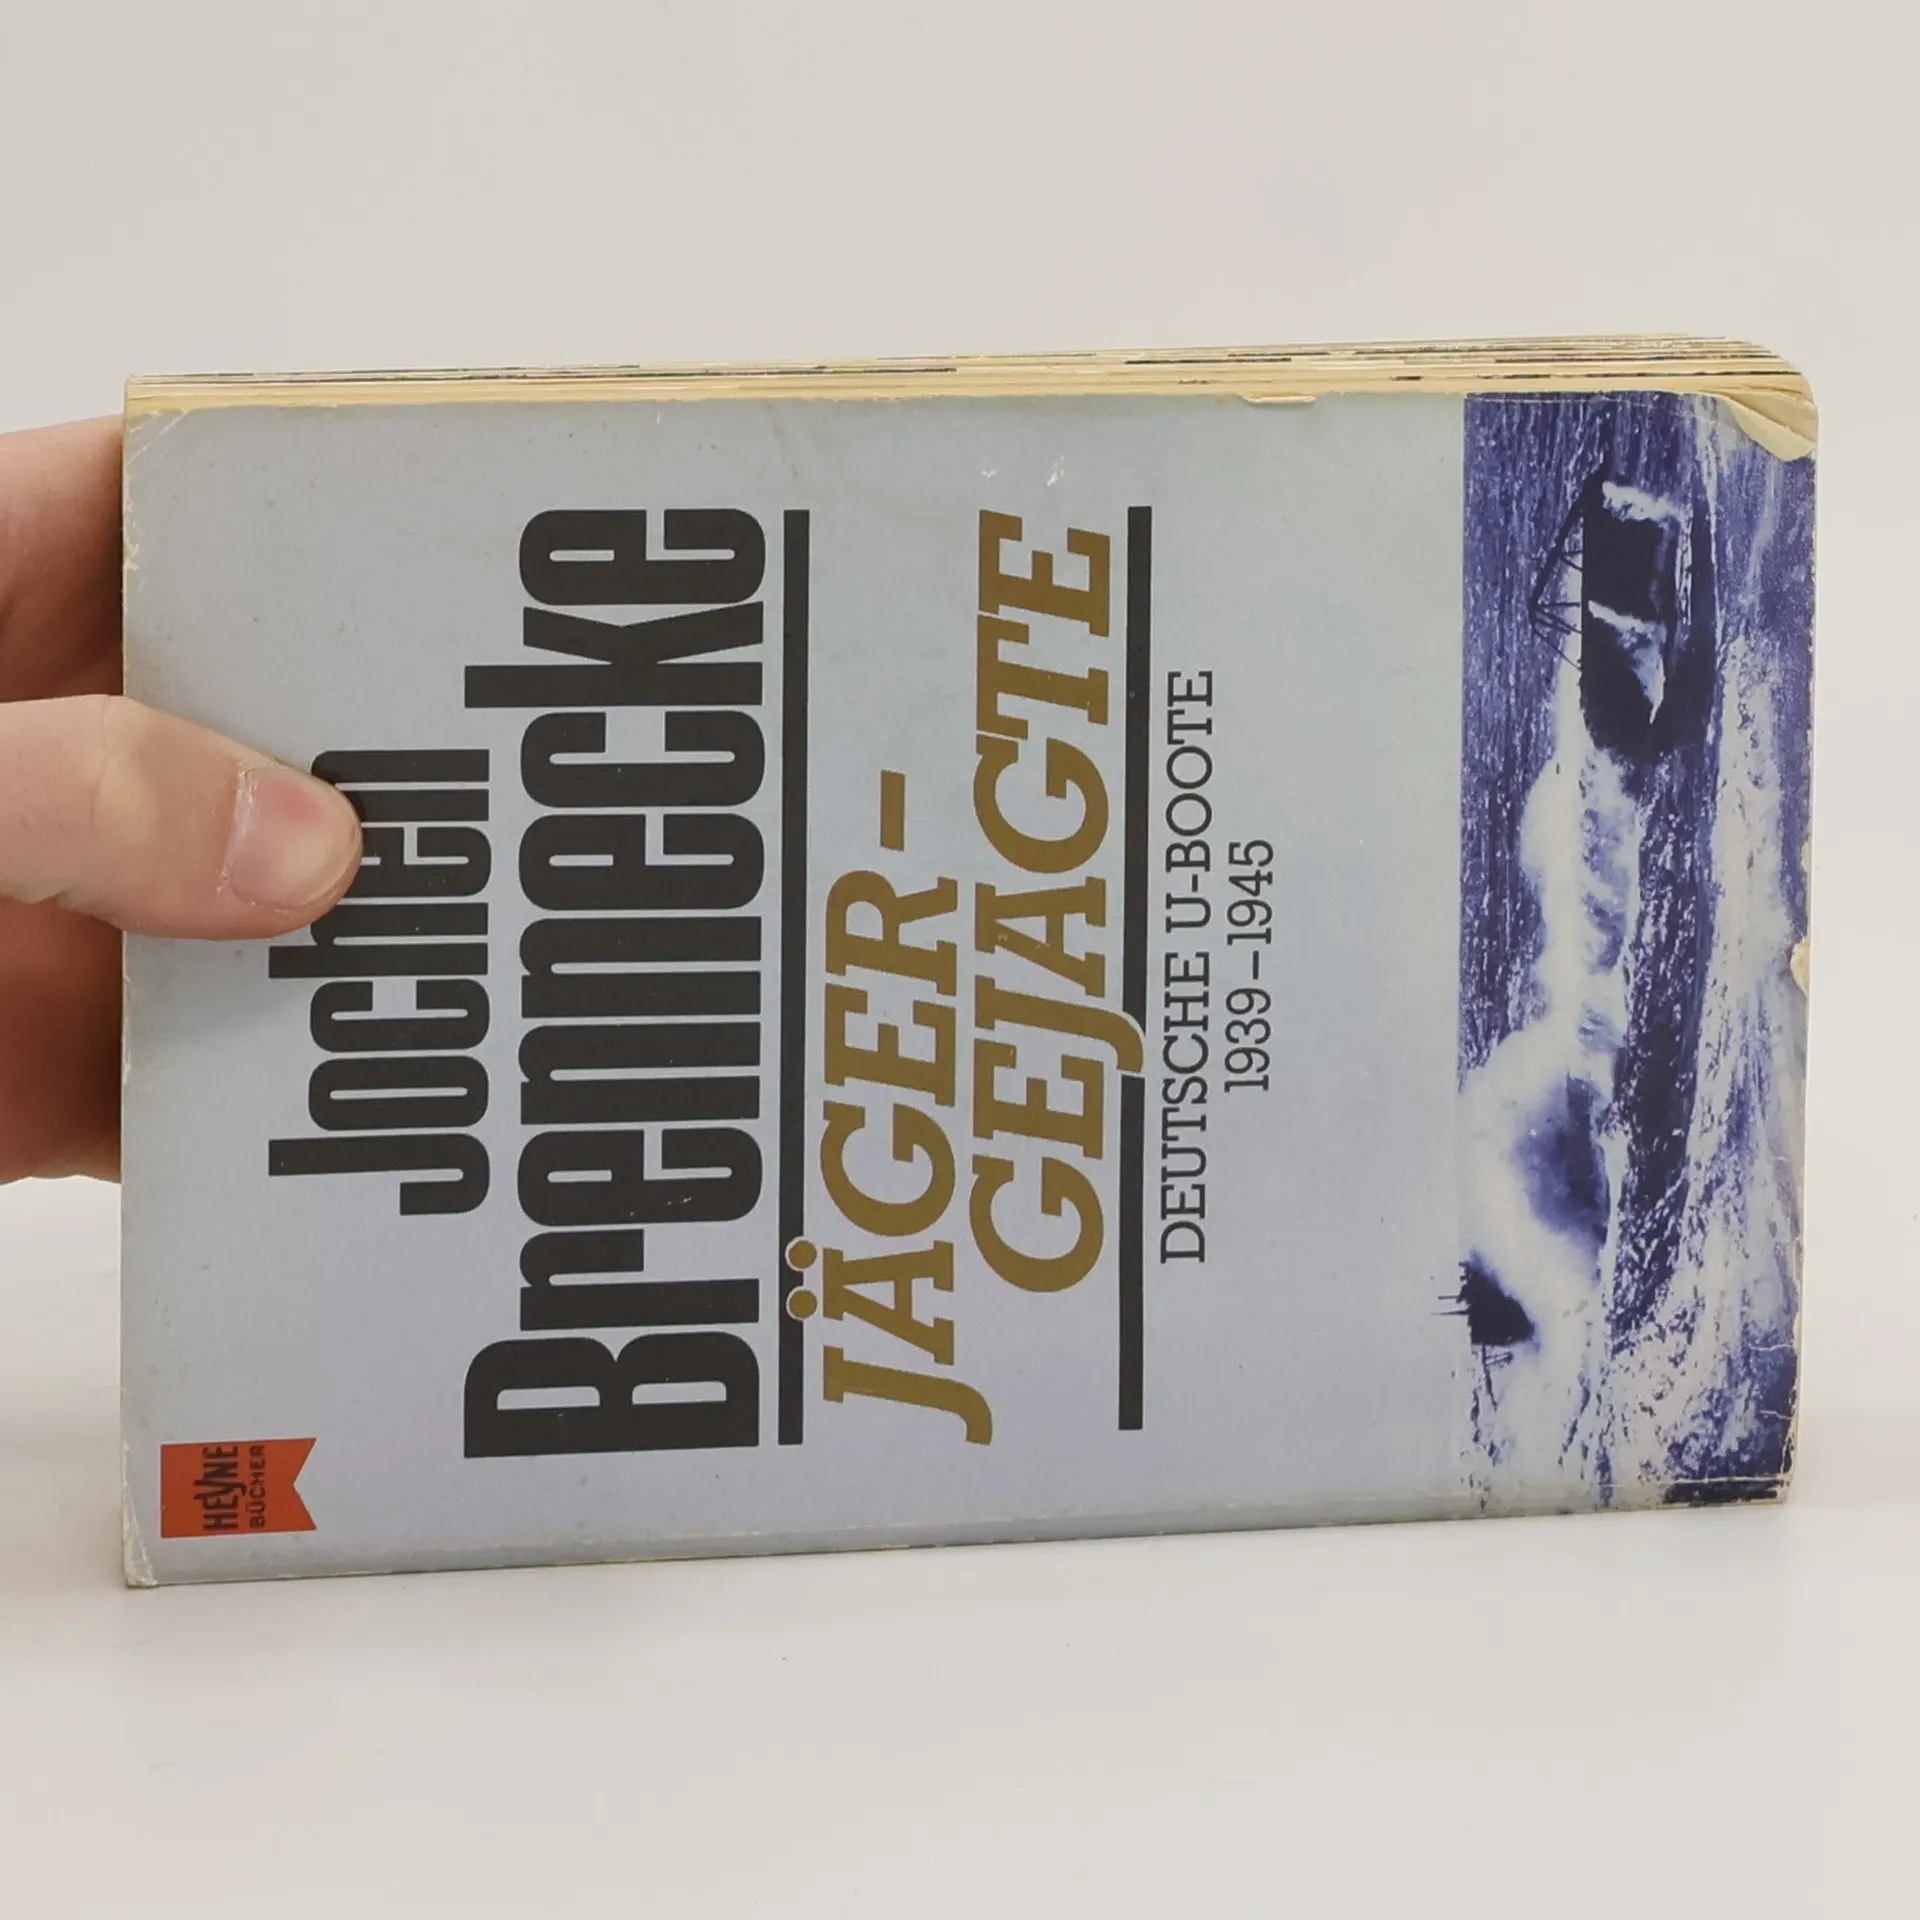 HEYNE
BÜCHER
Jochen
Brennecke
JÄGER-
GEJAGTE
DEUTSCHE U-BOOTE
1939–1945